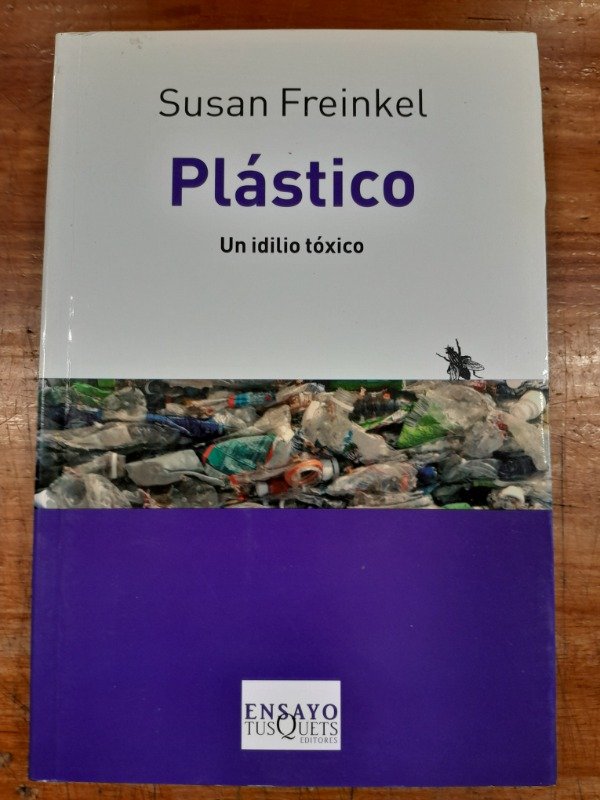 Susan Freinkel
Plástico
Un idilio tóxico
ENSAYO
TUSQUETS
EDITORES